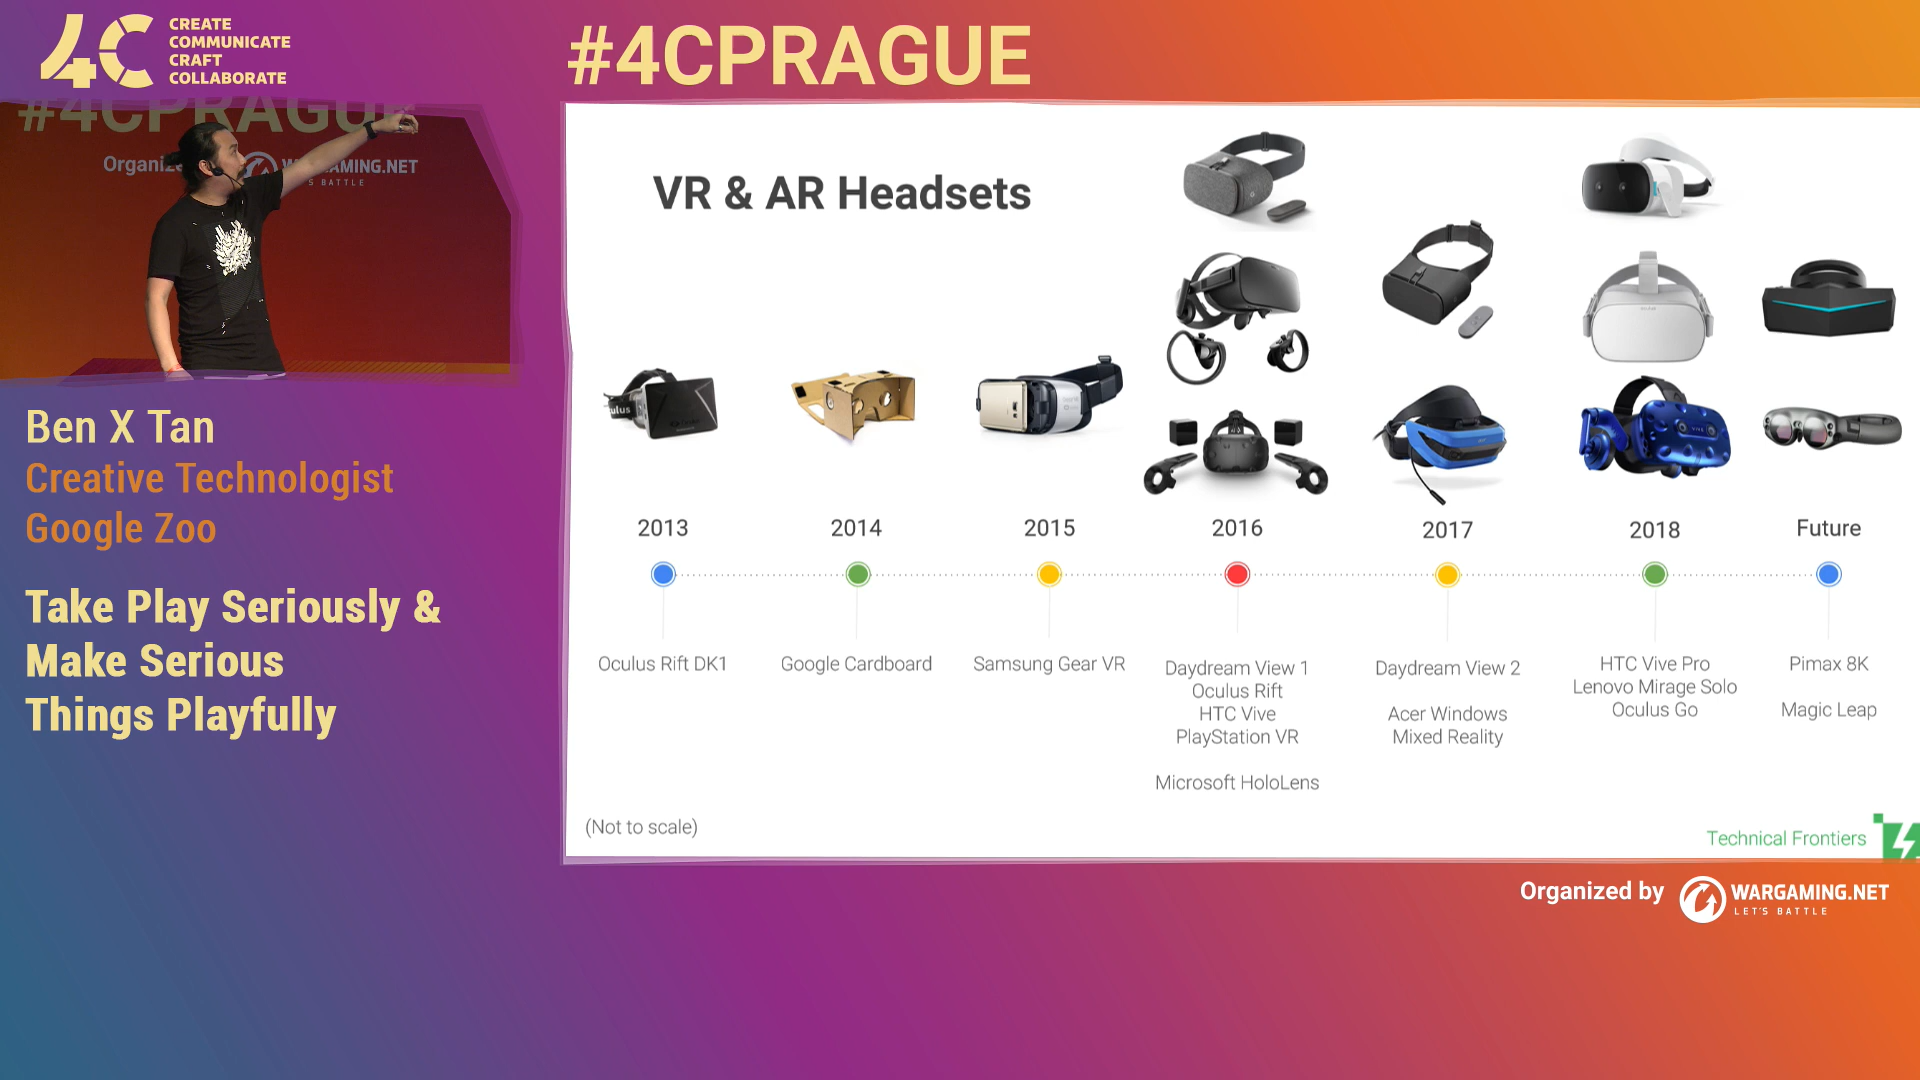 4C
CREATE
COMMUNICATE
CRAFT
COLLABORATE
#4CPRAGUE
#4CPRAGUE
WARGAMING.NET
VR & AR Headsets
Ben X Tan
Creative Technologist
Google Zoo
Take Play Seriously &
Make Serious
Things Playfully
2013
2014
2015
2016
2017
2018
Future
Oculus Rift DK1
Google Cardboard
Samsung Gear VR
Daydream View 1
Oculus Rift
HTC Vive
PlayStation VR
Microsoft HoloLens
Daydream View 2
Acer Windows
Mixed Reality
HTC Vive Pro
Lenovo Mirage Solo
Oculus Go
Pimax 8K
Magic Leap
(Not to scale)
Technical Frontiers
Organized by
WARGAMING.NET
LET'S BATTLE